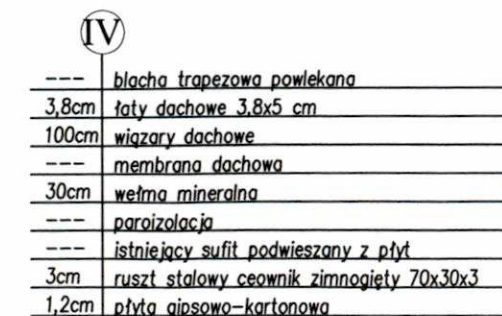 IV
--- blacha trapezowa powlekana
3,8cm łaty dachowe 3,8x5 cm
100cm wiązary dachowe
--- membrana dachowa
30cm wełma mineralna
--- paroizolacja
--- istniejący sufit podwieszany z płyt
3cm ruszt stalowy ceownik zimnogięty 70x30x3
1,2cm płyta gipsowo-kartonowa